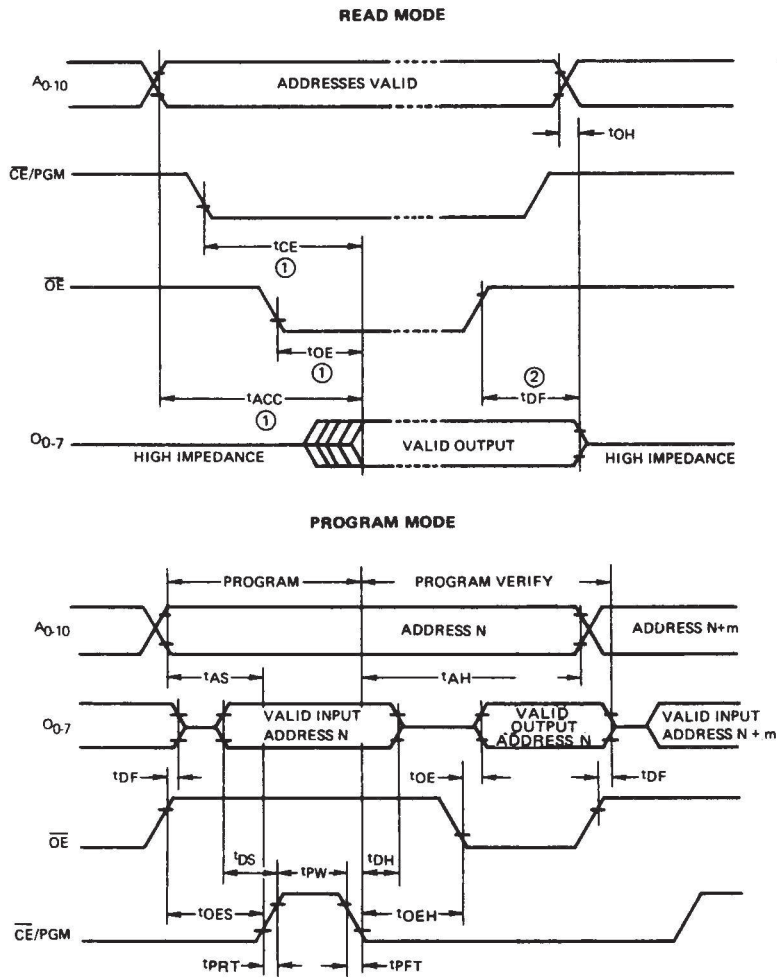 READ MODE
A0-10
ADDRESSES VALID
tOH
CE/PGM
tCE
①
OE
tOE
①
②
tDF
tACC
①
O0-7
HIGH IMPEDANCE
VALID OUTPUT
HIGH IMPEDANCE
PROGRAM MODE
PROGRAM
PROGRAM VERIFY
A0-10
ADDRESS N
ADDRESS N+m
tAS
tAH
O0-7
VALID INPUT
ADDRESS N
VALID
OUTPUT
ADDRESS N
VALID INPUT
ADDRESS N + m
tDF
tOE
tDF
OE
tDS
tPW
tDH
tOES
tOEH
CE/PGM
tPRT
tPFT